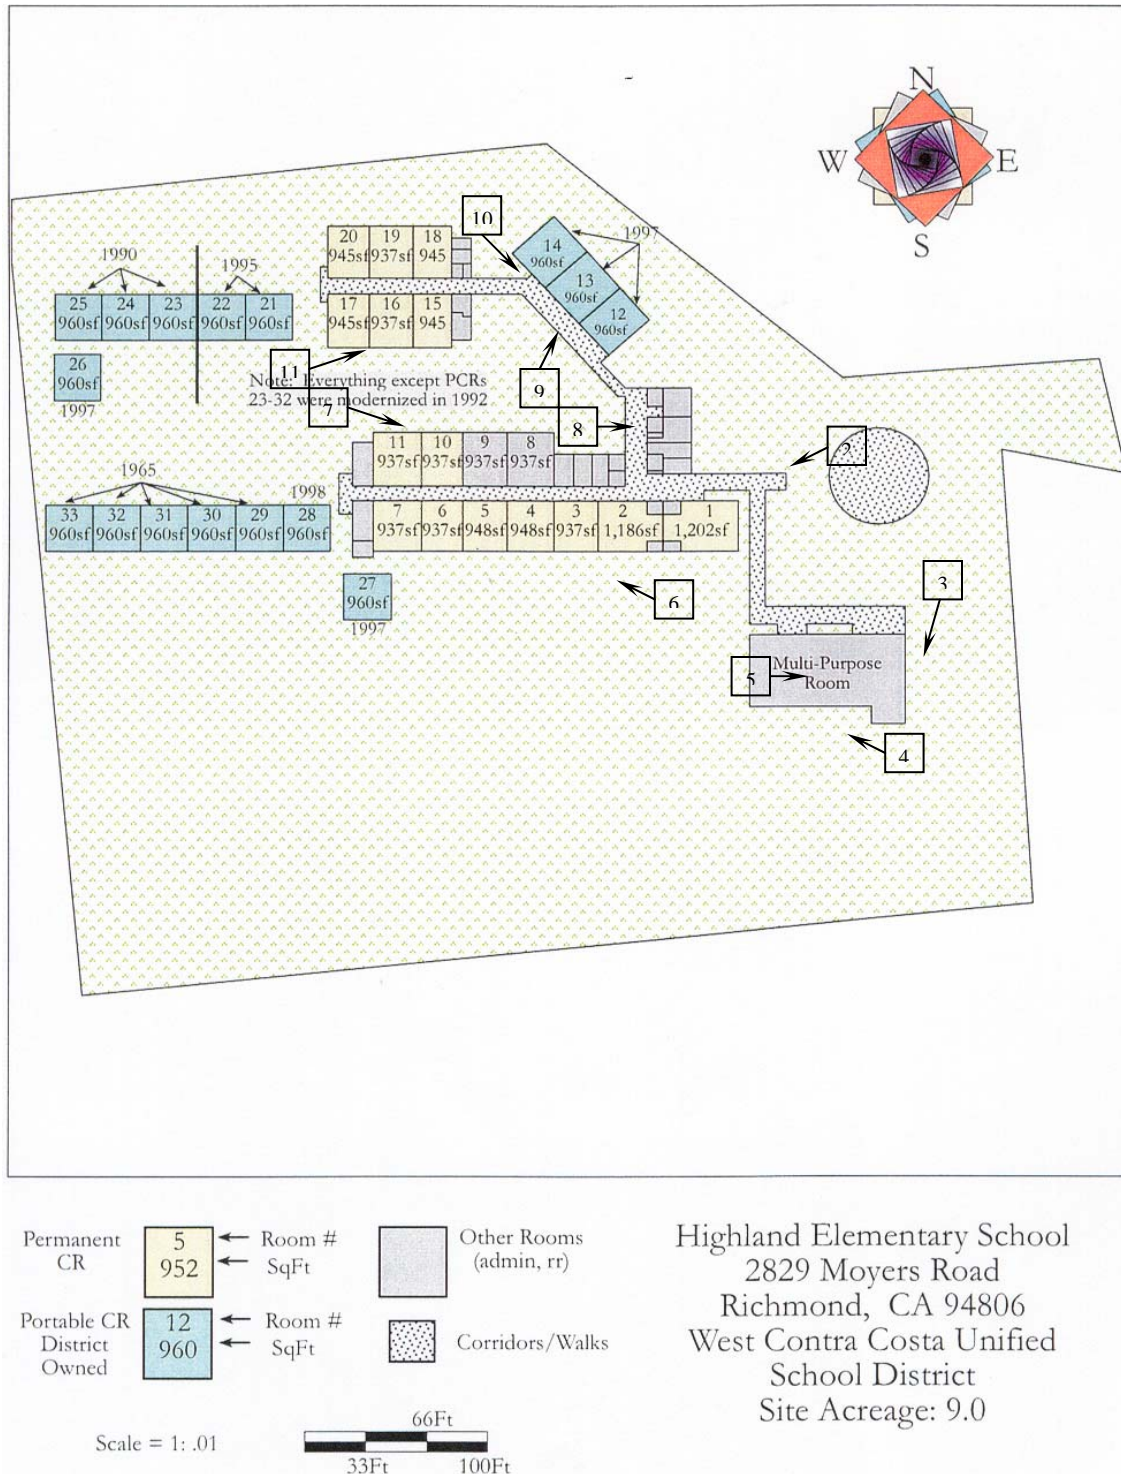 N
W E
S
10
1997
20 19 18
945sf 937sf 945
14
960sf
13
960sf
12
960sf
1990
1995
25 24 23 22 21
960sf 960sf 960sf 960sf 960sf
17 16 15
945sf 937sf 945
26
960sf
1997
11
Note: Everything except PCRs
23-32 were modernized in 1992
7
9
8
2
11 10 9 8
937sf 937sf 937sf 937sf
1965
1998
33 32 31 30 29 28
960sf 960sf 960sf 960sf 960sf 960sf
7 6 5 4 3 2 1
937sf 937sf 948sf 948sf 937sf 1,186sf 1,202sf
27
960sf
1997
6
3
5
Multi-Purpose
Room
4
Permanent
CR
5
952
Room #
SqFt
Other Rooms
(admin, rr)
Portable CR
District
Owned
12
960
Room #
SqFt
Corridors/Walks
Scale = 1: .01
66Ft
33Ft 100Ft
Highland Elementary School
2829 Moyers Road
Richmond, CA 94806
West Contra Costa Unified
School District
Site Acreage: 9.0